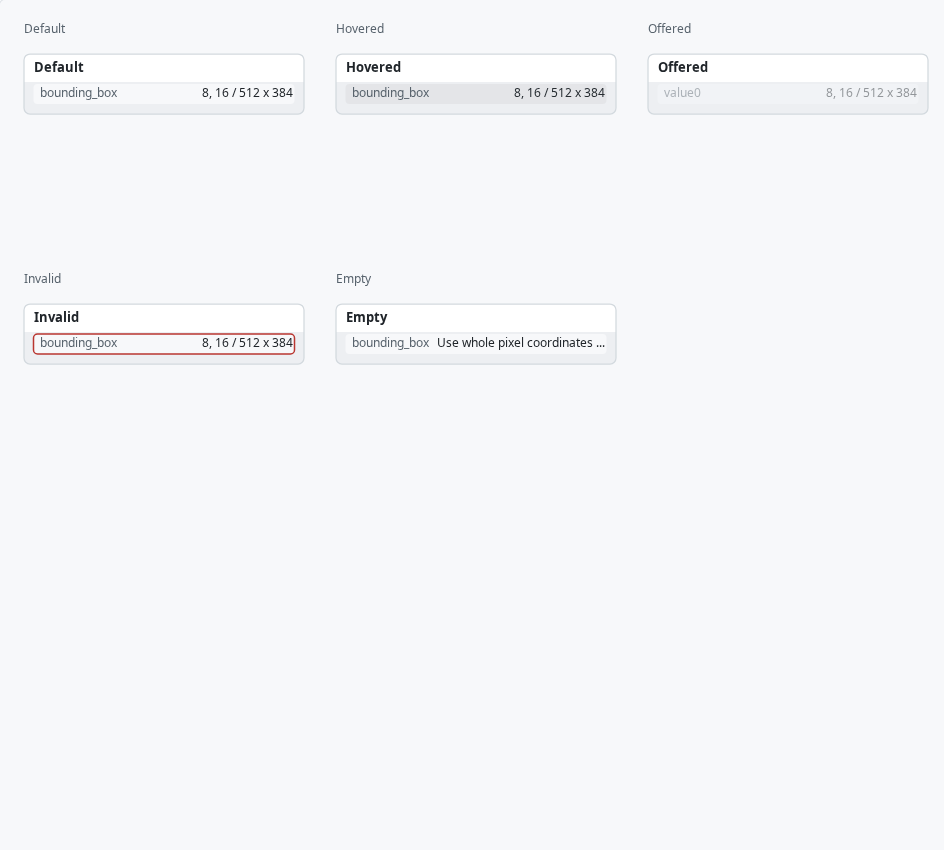 Default
Hovered
Offered
Default
bounding_box 8, 16 / 512 x 384
Hovered
bounding_box 8, 16 / 512 x 384
Offered
value0 8, 16 / 512 x 384
Invalid
Empty
Invalid
bounding_box 8, 16 / 512 x 384
Empty
bounding_box Use whole pixel coordinates ...